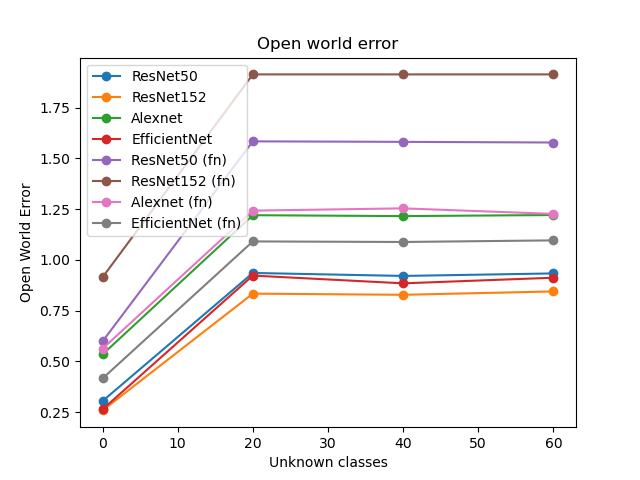 Open world error
ResNet50
ResNet152
Alexnet
EfficientNet
ResNet50 (fn)
ResNet152 (fn)
Alexnet (fn)
EfficientNet (fn)
Open World Error
1.75
1.50
1.25
1.00
0.75
0.50
0.25
0 10 20 30 40 50 60
Unknown classes